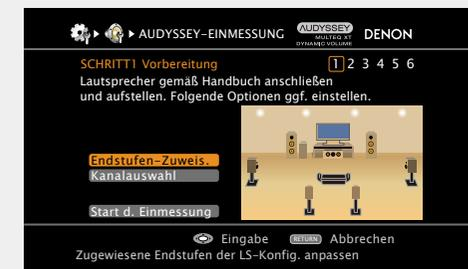 AUDYSSEY-EINMESSUNG
AUDYSSEY
MULTEQ XT
DYNAMIC VOLUME
DENON
SCHRITT1 Vorbereitung
1 2 3 4 5 6
Lautsprecher gemäß Handbuch anschließen
und aufstellen. Folgende Optionen ggf. einstellen.
Endstufen-Zuweis.
Kanalauswahl
Start d. Einmessung
Eingabe
RETURN Abbrechen
Zugewiesene Endstufen der LS-Konfig. anpassen